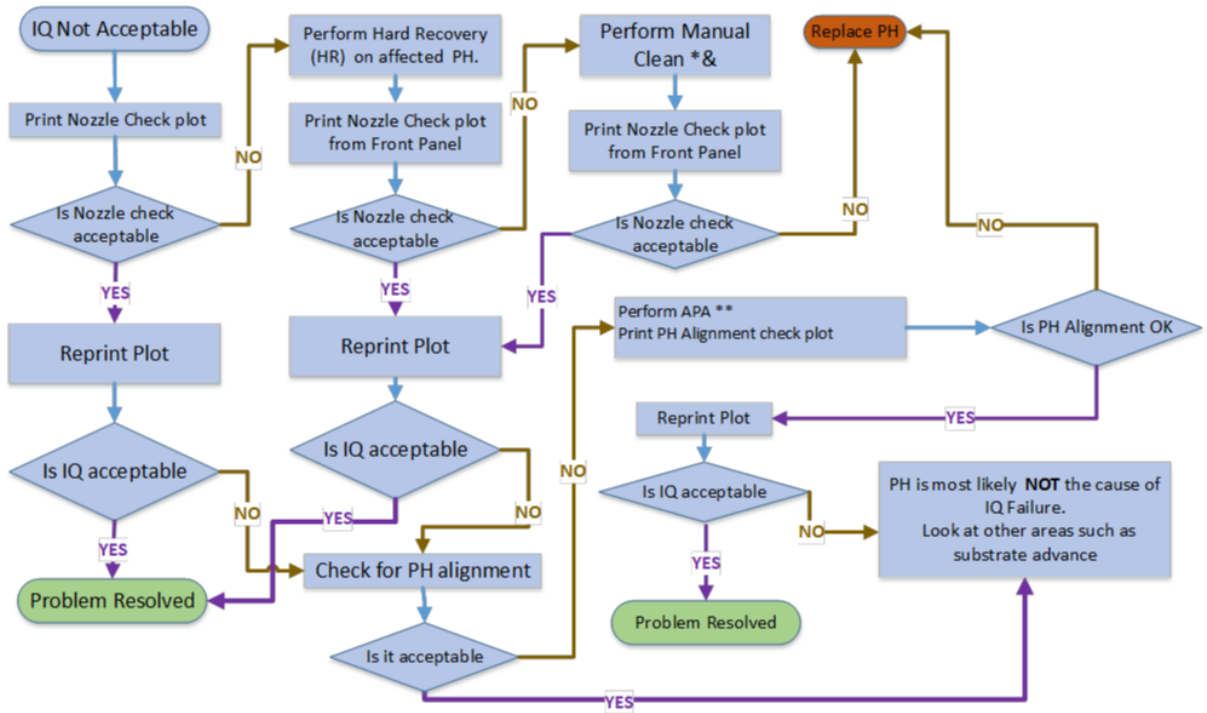 IQ Not Acceptable
Print Nozzle Check plot
Is Nozzle check
acceptable
NO
YES
Reprint Plot
Is IQ acceptable
NO
YES
Problem Resolved
Perform Hard Recovery
(HR) on affected PH.
Print Nozzle Check plot
from Front Panel
Is Nozzle check
acceptable
NO
YES
Reprint Plot
Is IQ acceptable
NO
YES
Check for PH alignment
Is it acceptable
NO
YES
Perform Manual
Clean *&
Print Nozzle Check plot
from Front Panel
Is Nozzle check
acceptable
NO
YES
Replace PH
Perform APA **
Print PH Alignment check plot
Is PH Alignment OK
NO
YES
Reprint Plot
Is IQ acceptable
NO
YES
Problem Resolved
PH is most likely NOT the cause of
IQ Failure.
Look at other areas such as
substrate advance